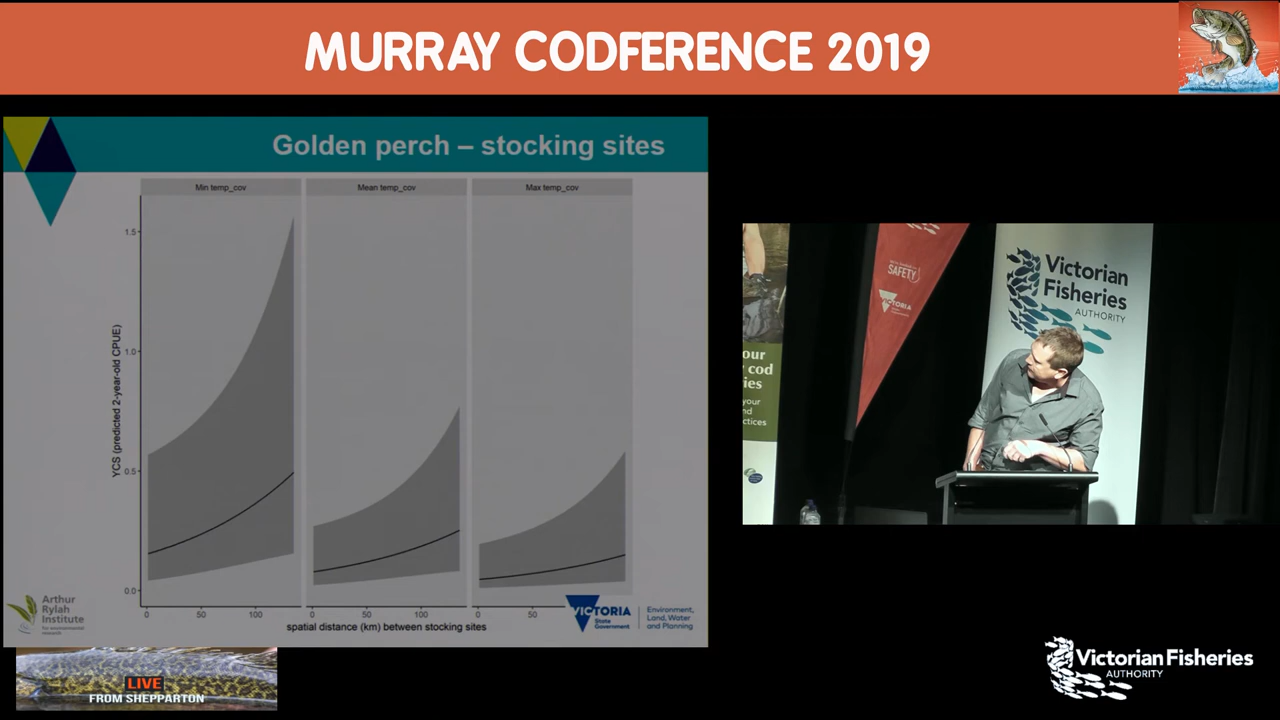 MURRAY CODFERENCE 2019
Golden perch – stocking sites
Min temp_cov
Mean temp_cov
Max temp_cov
YCS (predicted 2-year-old CPUE)
1.5
1.0
0.5
0.0
0
50
100
0
50
100
0
50
spatial distance (km) between stocking sites
Arthur
Rylah
Institute
for environmental
research
VICTORIA
State
Government
Environment,
Land, Water
and Planning
SAFETY
VICTORIA
Victorian
Fisheries
AUTHORITY
our
cod
ies
your
nd
ctices
LIVE
FROM SHEPPARTON
Victorian Fisheries
AUTHORITY